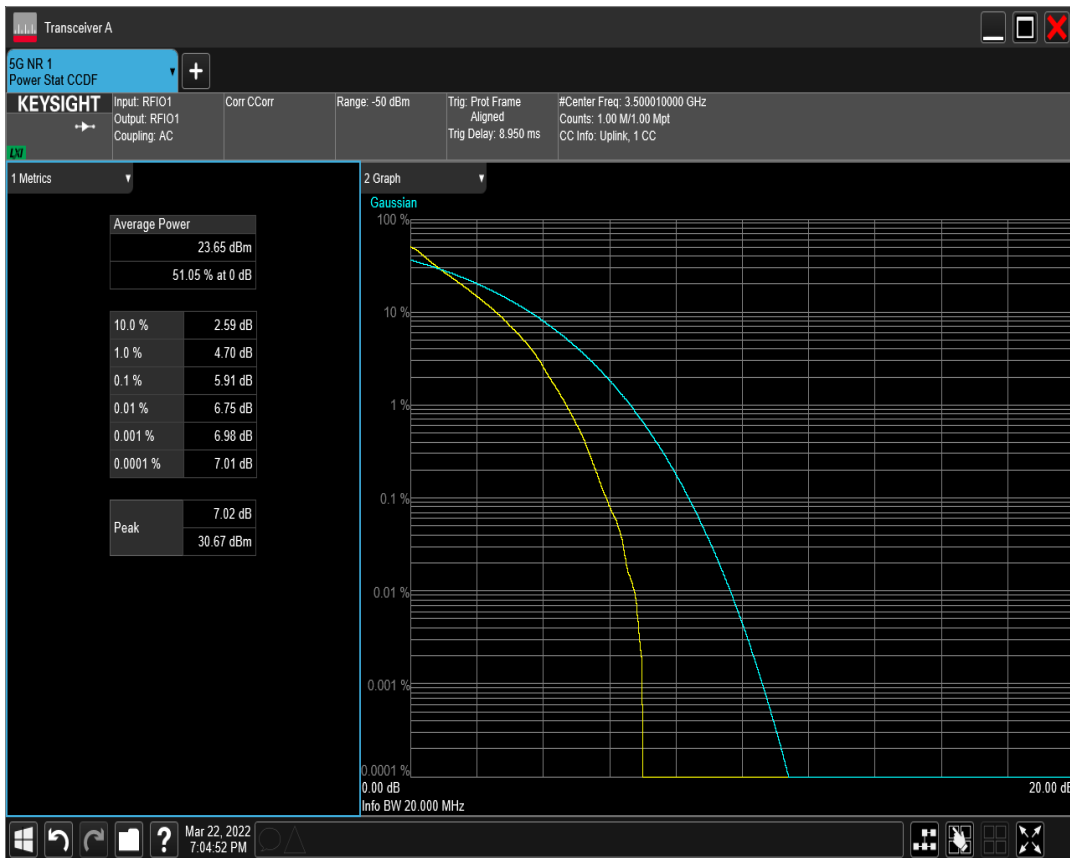 Transceiver A
5G NR 1
Power Stat CCDF
KEYSIGHT
LXI
Input: RFIO1
Output: RFIO1
Coupling: AC
Corr CCorr
Range: -50 dBm
Trig: Prot Frame
Aligned
Trig Delay: 8.950 ms
#Center Freq: 3.500010000 GHz
Counts: 1.00 M/1.00 Mpt
CC Info: Uplink, 1 CC
1 Metrics
Average Power
23.65 dBm
51.05 % at 0 dB
10.0 % 2.59 dB
1.0 % 4.70 dB
0.1 % 5.91 dB
0.01 % 6.75 dB
0.001 % 6.98 dB
0.0001 % 7.01 dB
Peak
7.02 dB
30.67 dBm
2 Graph
Gaussian
100 %
10 %
1 %
0.1 %
0.01 %
0.001 %
0.0001 %
0.00 dB 20.00 dB
Info BW 20.000 MHz
?
Mar 22, 2022
7:04:52 PM